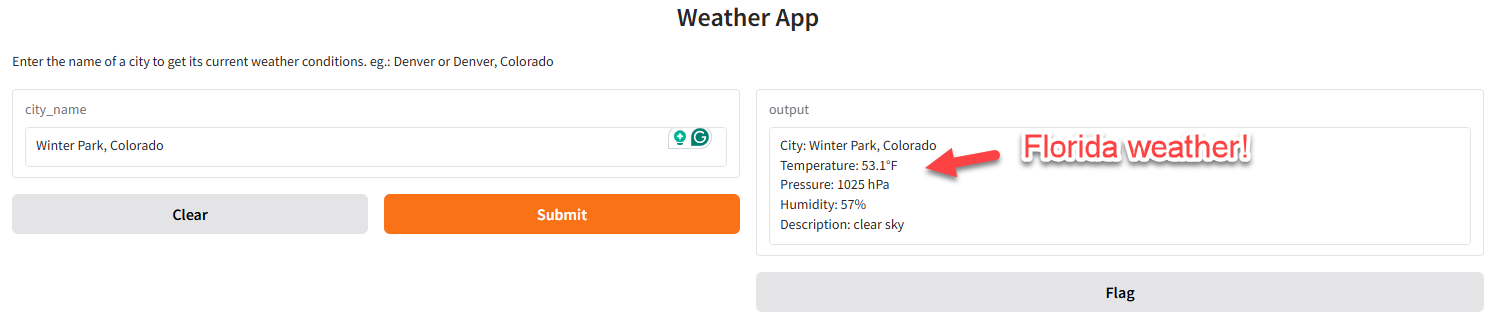 Weather App
Enter the name of a city to get its current weather conditions. eg.: Denver or Denver, Colorado
city_name
Winter Park, Colorado
Clear
Submit
output
City: Winter Park, Colorado
Temperature: 53.1°F
Pressure: 1025 hPa
Humidity: 57%
Description: clear sky
Florida weather!
Flag